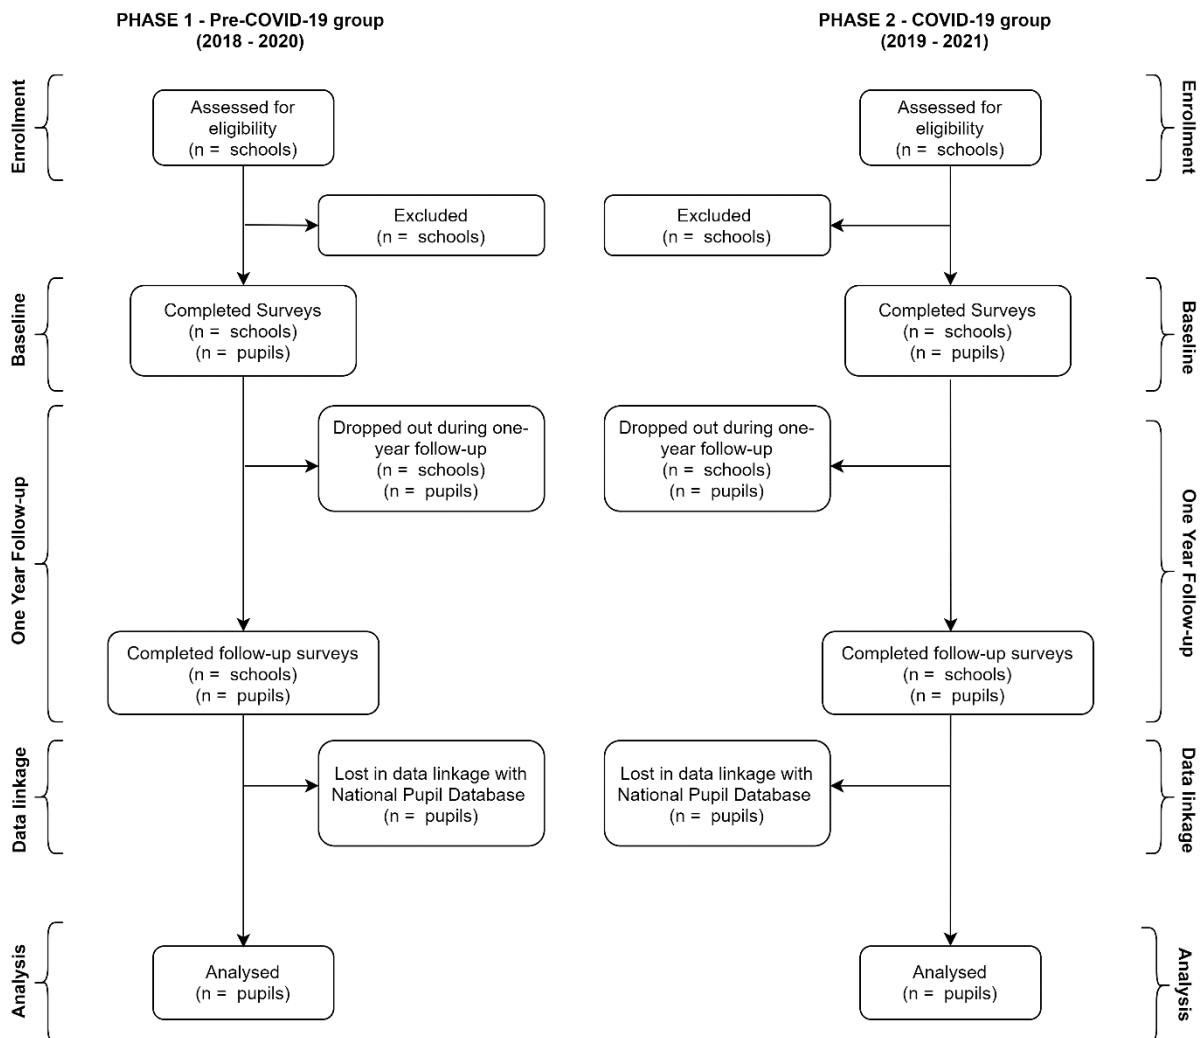 PHASE 1 - Pre-COVID-19 group
(2018 - 2020)
Enrollment
Assessed for
eligibility
(n =  schools)
Excluded
(n =  schools)
Baseline
Completed Surveys
(n =  schools)
(n =  pupils)
One Year Follow-up
Dropped out during one-
year follow-up
(n =  schools)
(n =  pupils)
Completed follow-up surveys
(n =  schools)
(n =  pupils)
Data linkage
Lost in data linkage with
National Pupil Database
(n =  pupils)
Analysis
Analysed
(n =  pupils)
PHASE 2 - COVID-19 group
(2019 - 2021)
Enrollment
Assessed for
eligibility
(n =  schools)
Excluded
(n =  schools)
Baseline
Completed Surveys
(n =  schools)
(n =  pupils)
One Year Follow-up
Dropped out during one-
year follow-up
(n =  schools)
(n =  pupils)
Completed follow-up surveys
(n =  schools)
(n =  pupils)
Data linkage
Lost in data linkage with
National Pupil Database
(n =  pupils)
Analysis
Analysed
(n =  pupils)